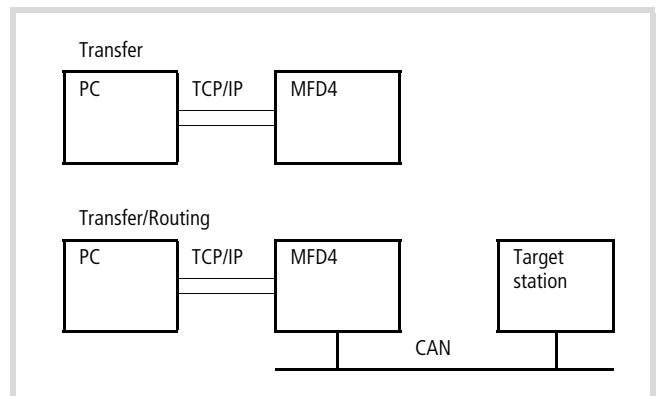 Transfer
PC TCP/IP MFD4
Transfer/Routing
PC TCP/IP MFD4 Target
station
CAN